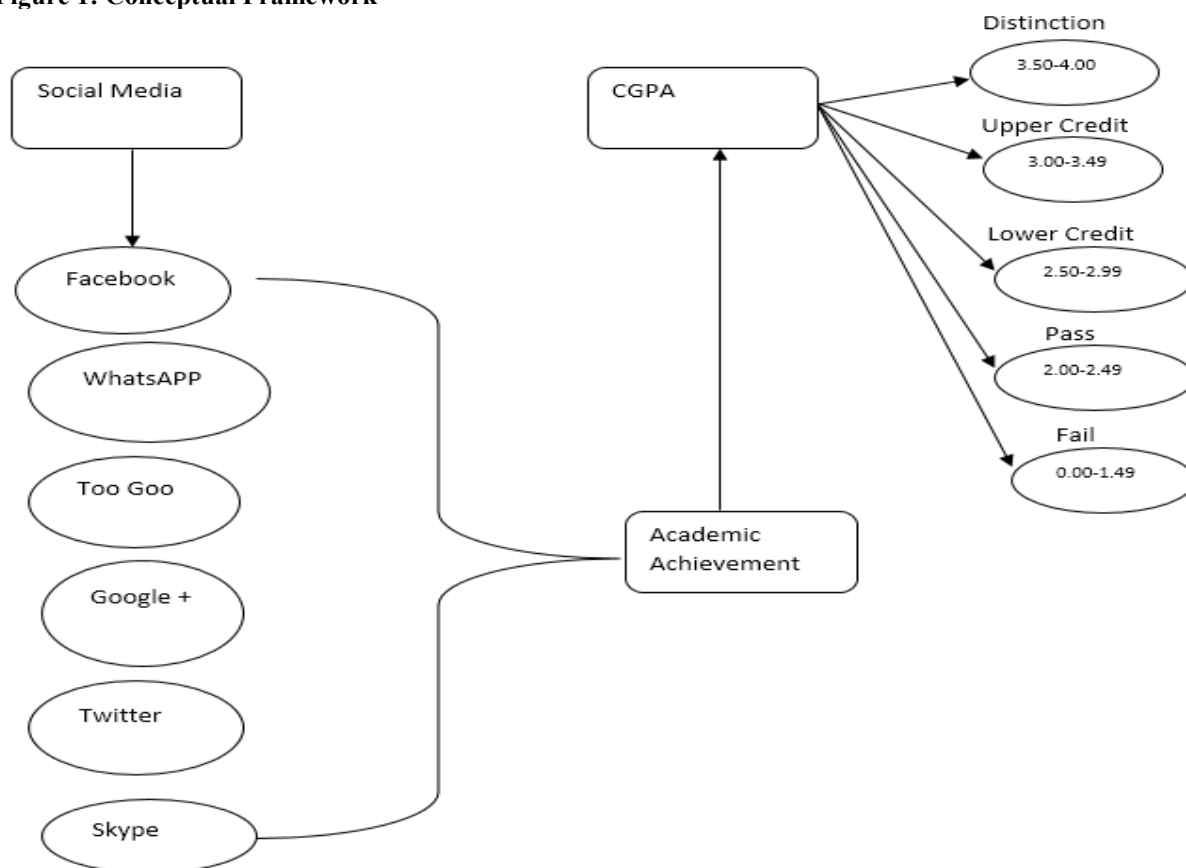 Figure 1: Conceptual Framework
Social Media
Facebook
WhatsAPP
Too Goo
Google +
Twitter
Skype
Academic
Achievement
CGPA
Distinction
3.50-4.00
Upper Credit
3.00-3.49
Lower Credit
2.50-2.99
Pass
2.00-2.49
Fail
0.00-1.49